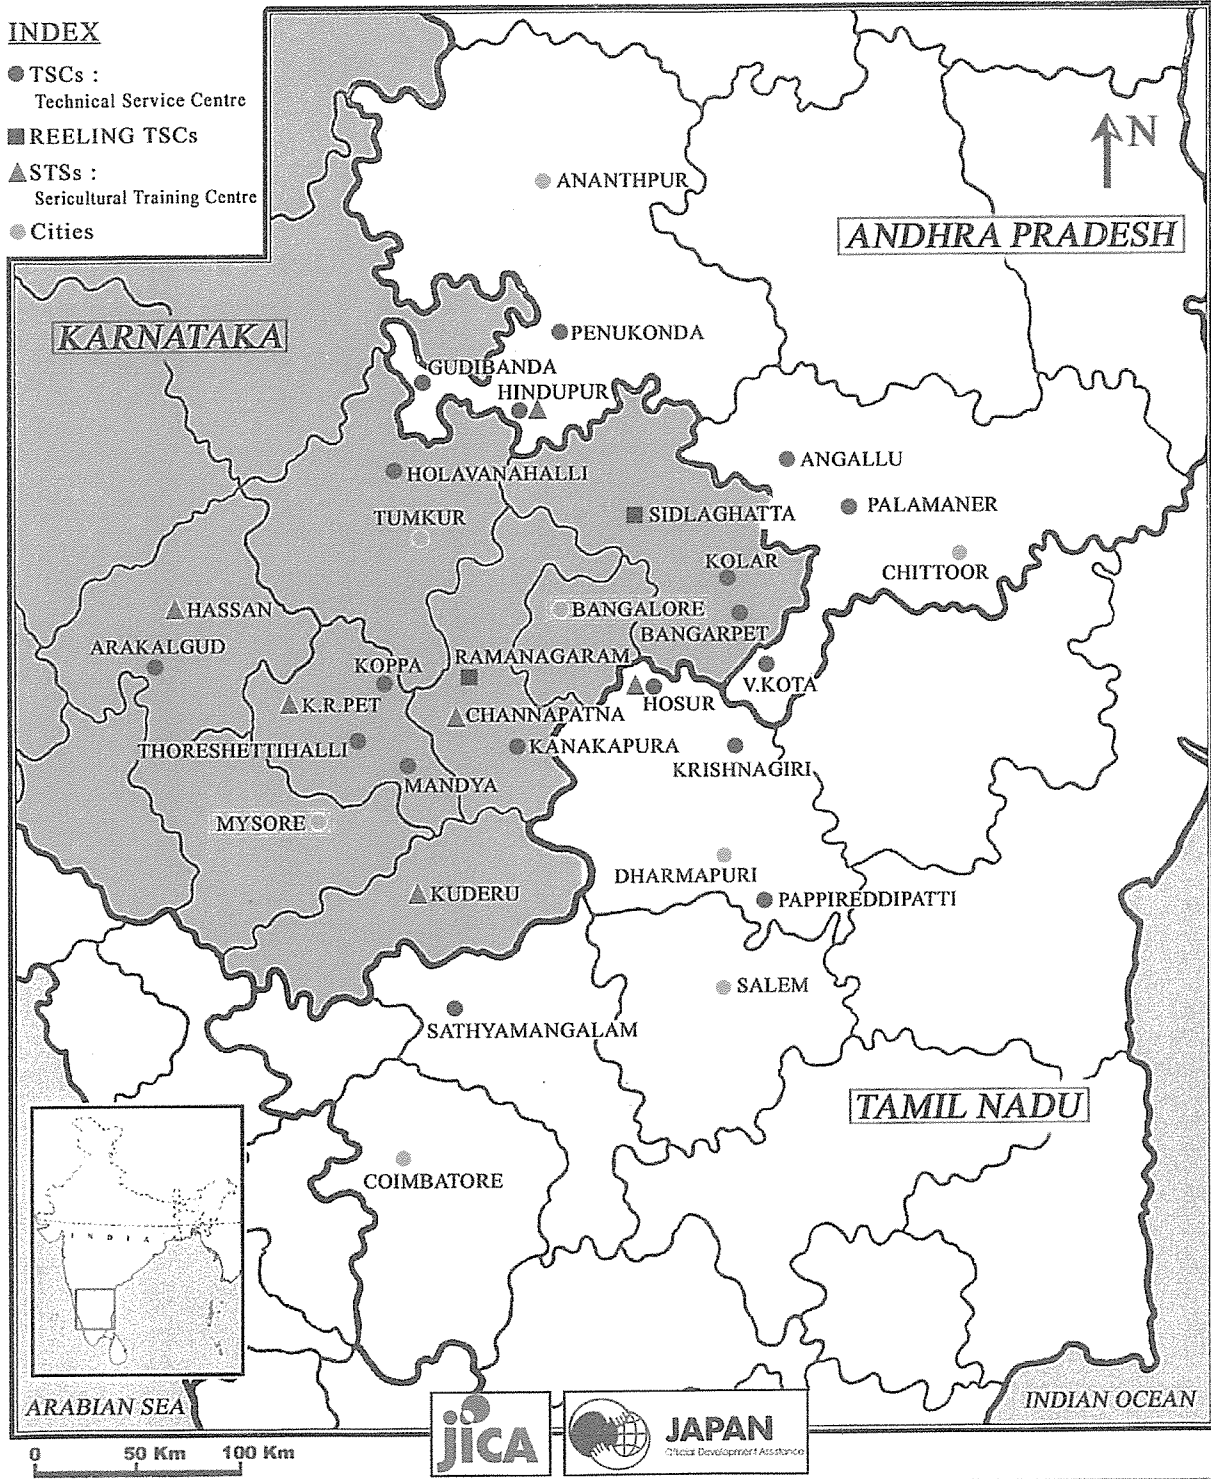 INDEX
TSCs :
Technical Service Centre
REELING TSCs
STSs :
Sericultural Training Centre
Cities
N
ANANTHPUR
ANDHRA PRADESH
KARNATAKA
PENUKONDA
GUDIBANDA
HINDUPUR
ANGALLU
HOLAVANAHALLI
PALAMANER
SIDLAGHATTA
TUMKUR
KOLAR
CHITTOOR
HASSAN
BANGALORE
BANGARPET
ARAKALGUD
RAMANAGARAM
KOPPA
V.KOTA
K.R.PET
HOSUR
CHANNAPATNA
THORESHETTIHALLI
KANAKAPURA
KRISHNAGIRI
MANDYA
MYSORE
DHARMAPURI
KUDERU
PAPPIREDDIPATTI
SALEM
SATHYAMANGALAM
TAMIL NADU
COIMBATORE
INDIA
ARABIAN SEA
INDIAN OCEAN
jICA
JAPAN
Official Development Assistance
0 50 Km 100 Km